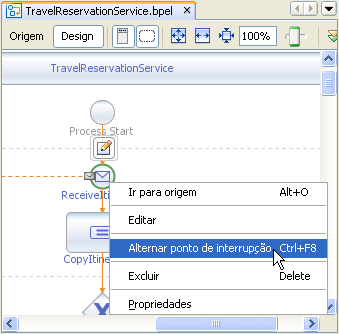 TravelReservationService.bpel
Origem Design 100%
TravelReservationService
Process Start
ReceiveIti
Ir para origem Alt+O
Editar
Alternar ponto de interrupção Ctrl+F8
CopyItine
Excluir Delete
Propriedades